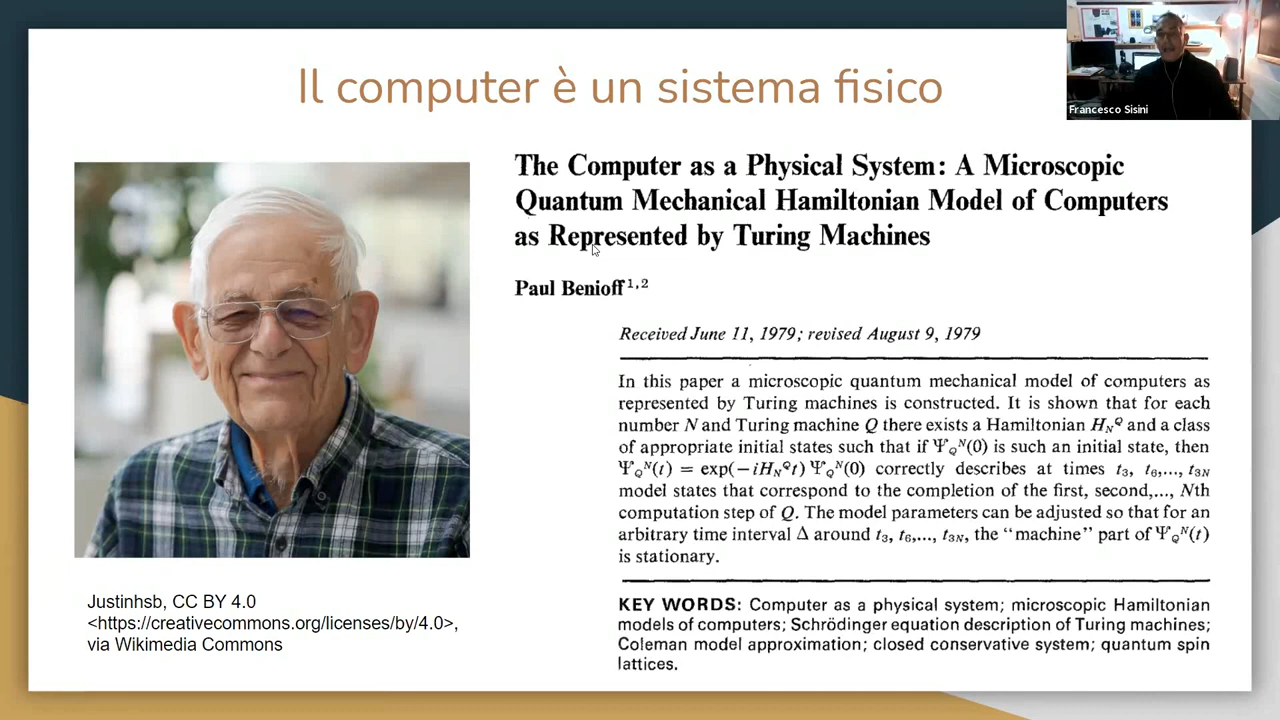 Il computer è un sistema fisico
Francesco Sisini
The Computer as a Physical System: A Microscopic
Quantum Mechanical Hamiltonian Model of Computers
as Represented by Turing Machines
Paul Benioff¹,²
Received June 11, 1979; revised August 9, 1979
In this paper a microscopic quantum mechanical model of computers as
represented by Turing machines is constructed. It is shown that for each
number N and Turing machine Q there exists a Hamiltonian H_N^Q and a class
of appropriate initial states such that if Ψ_Q^N(0) is such an initial state, then
Ψ_Q^N(t) = exp(−iH_N^Q t) Ψ_Q^N(0) correctly describes at times t₃, t₆,..., t₃N
model states that correspond to the completion of the first, second,..., Nth
computation step of Q. The model parameters can be adjusted so that for an
arbitrary time interval Δ around t₃, t₆,..., t₃N, the "machine" part of Ψ_Q^N(t)
is stationary.
KEY WORDS: Computer as a physical system; microscopic Hamiltonian
models of computers; Schrödinger equation description of Turing machines;
Coleman model approximation; closed conservative system; quantum spin
lattices.
Justinhsb, CC BY 4.0
<https://creativecommons.org/licenses/by/4.0>,
via Wikimedia Commons